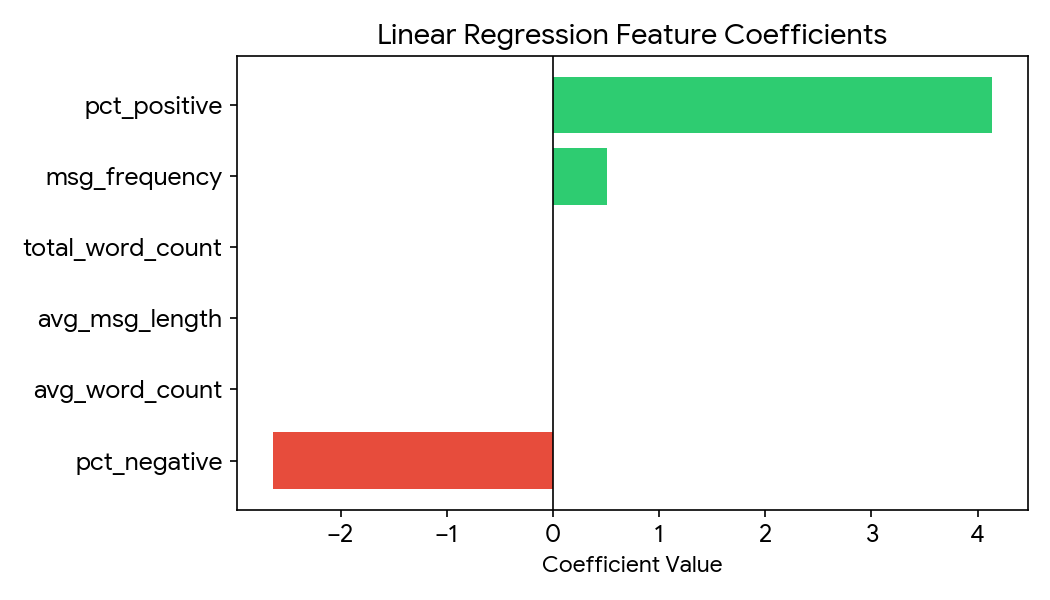 Linear Regression Feature Coefficients
pct_positive
msg_frequency
total_word_count
avg_msg_length
avg_word_count
pct_negative
−2 −1 0 1 2 3 4
Coefficient Value